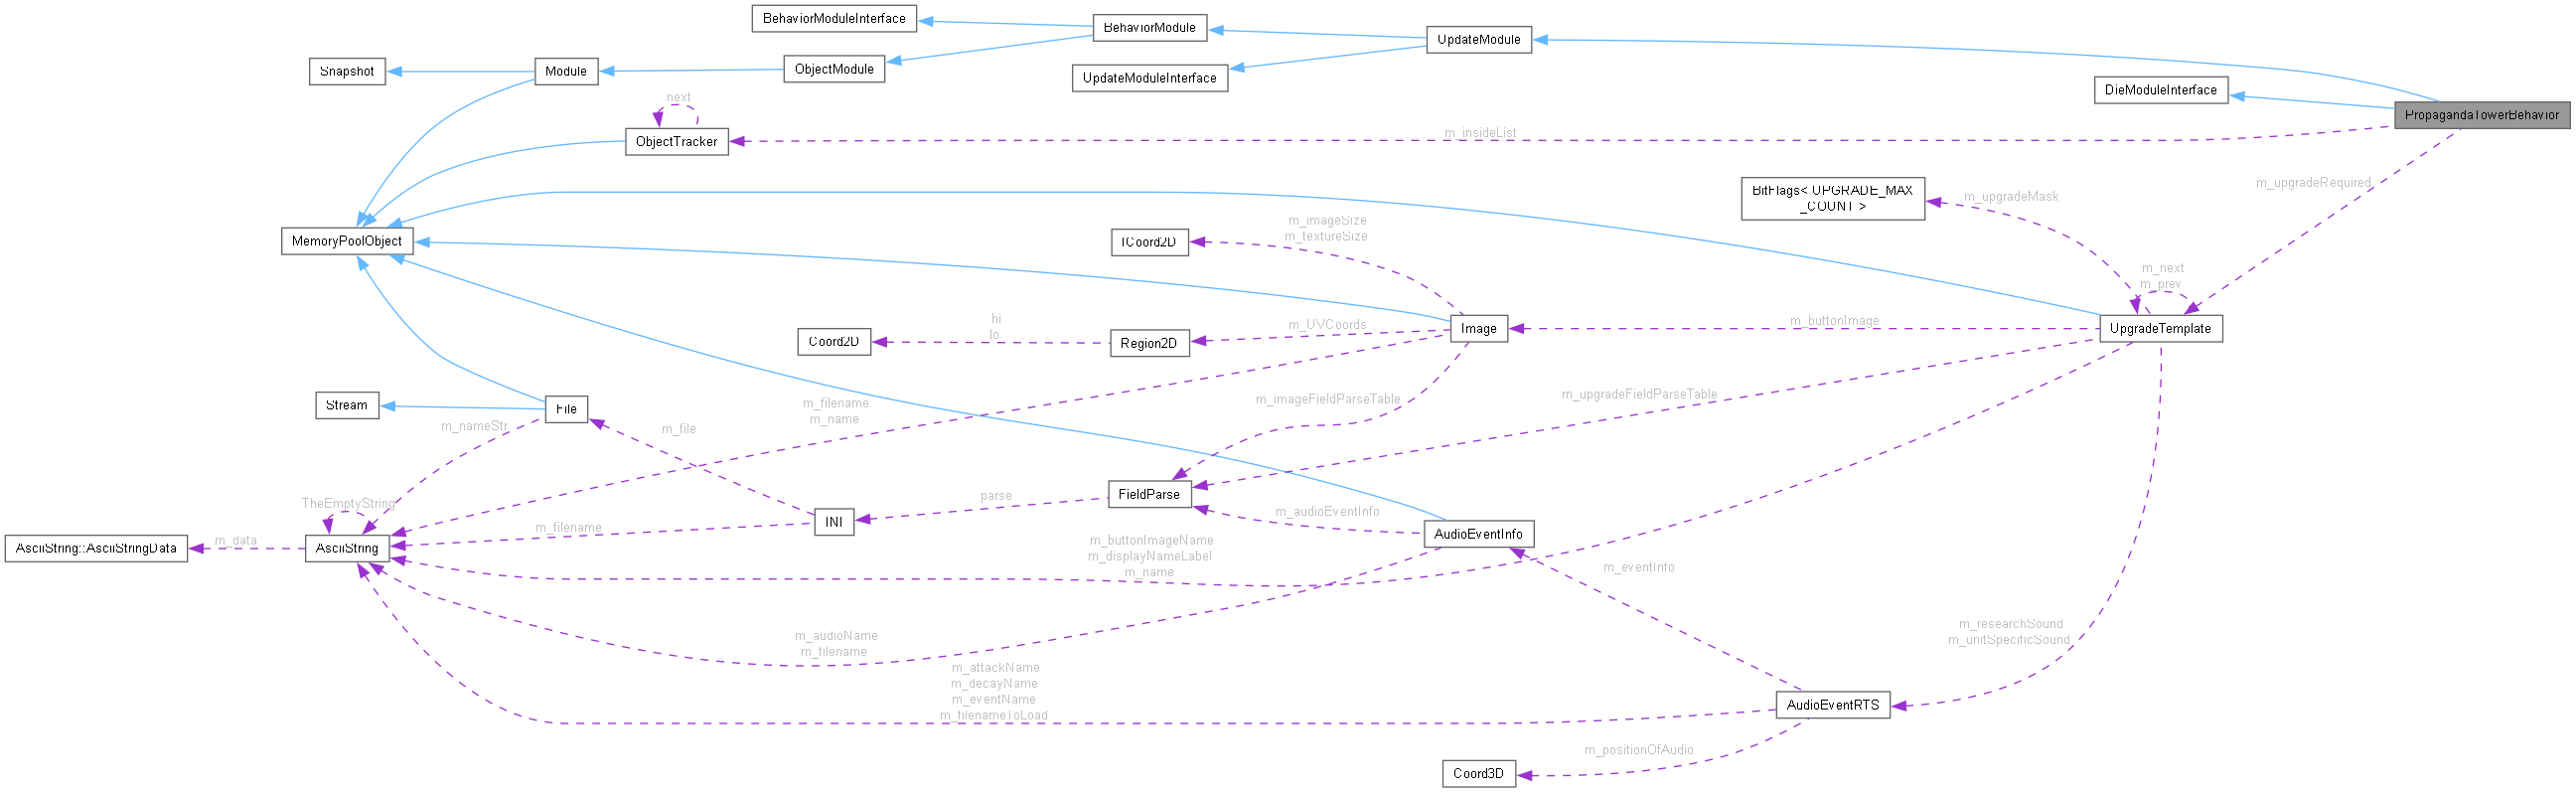 BehaviorModuleInterface
BehaviorModule
UpdateModule
Snapshot
Module
ObjectModule
UpdateModuleInterface
DieModuleInterface
PropagandaTowerBehavior
next
ObjectTracker
m_insideList
BitFlags< UPGRADE_MAX
_COUNT >
m_upgradeMask
m_upgradeRequired
MemoryPoolObject
m_imageSize
m_textureSize
ICoord2D
m_next
m_prev
hi
lo
Coord2D
Region2D
m_UVCoords
Image
m_buttonImage
UpgradeTemplate
Stream
File
m_nameStr
m_file
m_filename
m_name
m_imageFieldParseTable
m_upgradeFieldParseTable
TheEmptyString
FieldParse
parse
INI
m_filename
m_audioEventInfo
AudioEventInfo
AsciiString::AsciiStringData
m_data
AsciiString
m_buttonImageName
m_displayNameLabel
m_name
m_eventInfo
m_audioName
m_filename
m_researchSound
m_unitSpecificSound
m_attackName
m_decayName
m_eventName
m_filenameToLoad
AudioEventRTS
m_positionOfAudio
Coord3D